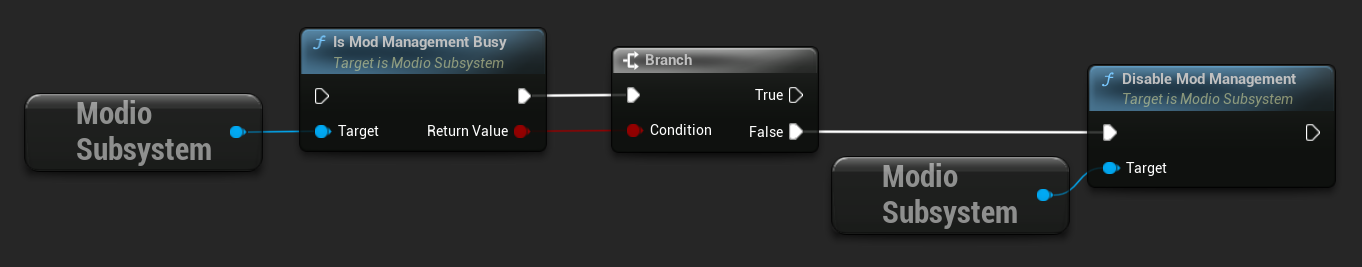 Is Mod Management Busy
Target is Modio Subsystem
Target
Return Value
Modio
Subsystem
Branch
True
Condition
False
Disable Mod Management
Target is Modio Subsystem
Target
Modio
Subsystem